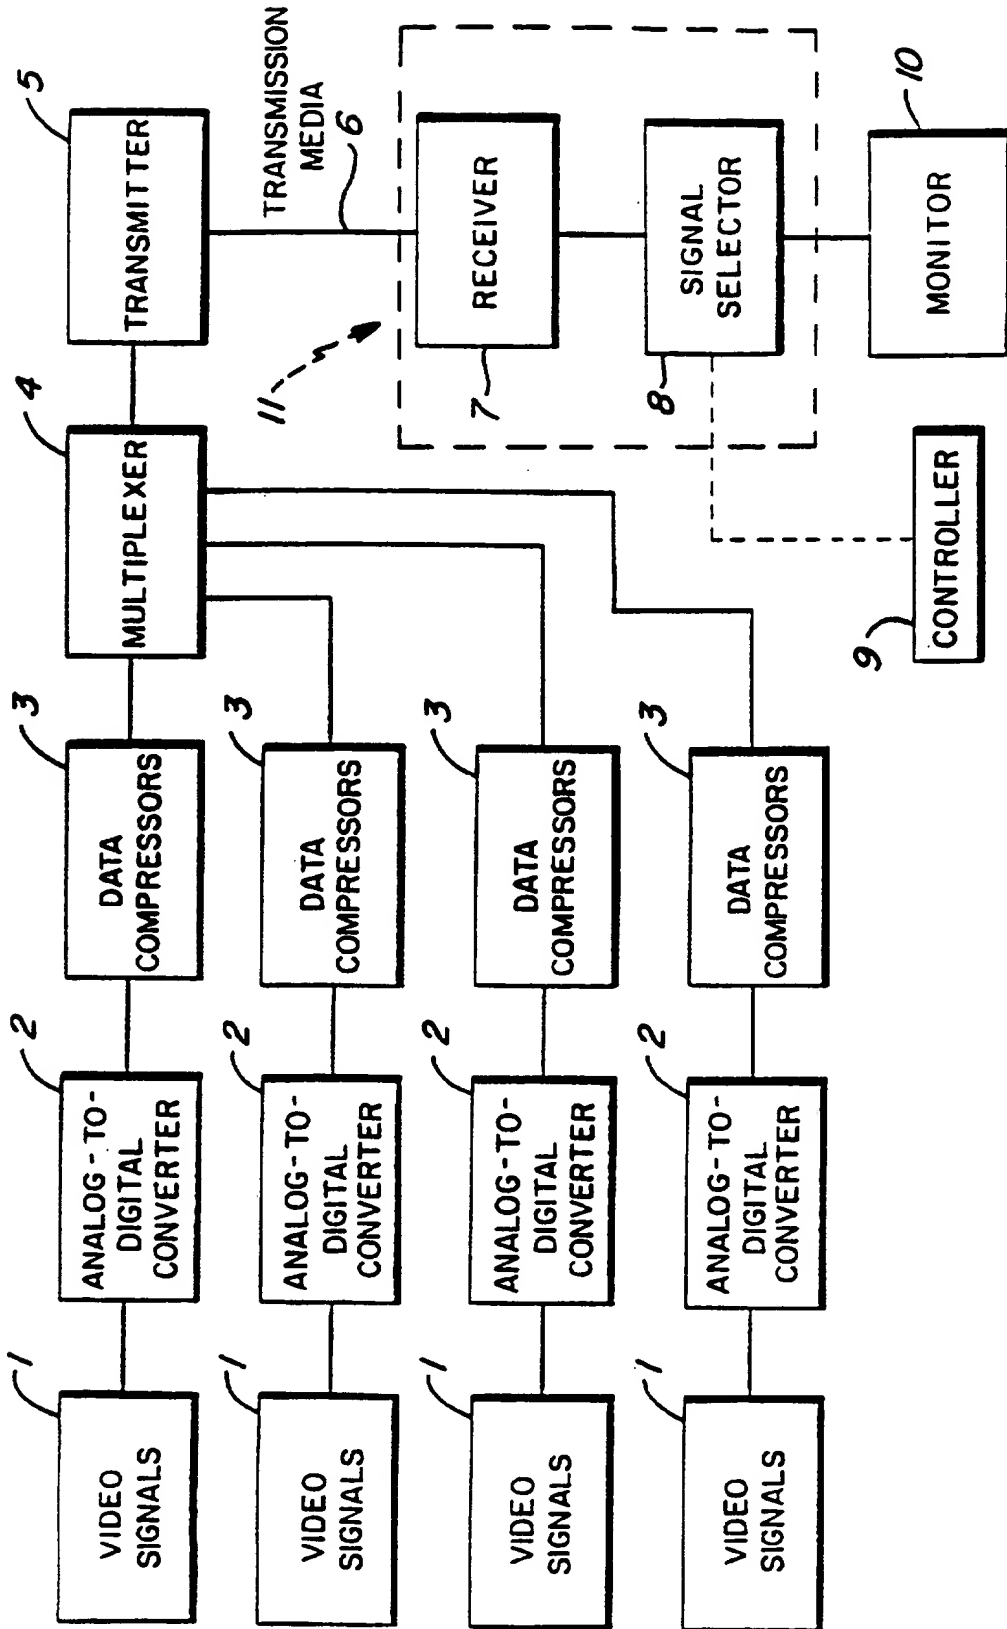 1
VIDEO
SIGNALS
2
ANALOG-TO-
DIGITAL
CONVERTER
3
DATA
COMPRESSORS
4
MULTIPLEXER
5
TRANSMITTER
1
VIDEO
SIGNALS
2
ANALOG-TO-
DIGITAL
CONVERTER
3
DATA
COMPRESSORS
TRANSMISSION
MEDIA
6
1
VIDEO
SIGNALS
2
ANALOG-TO-
DIGITAL
CONVERTER
3
DATA
COMPRESSORS
11
RECEIVER
7
1
VIDEO
SIGNALS
2
ANALOG-TO-
DIGITAL
CONVERTER
3
DATA
COMPRESSORS
8
SIGNAL
SELECTOR
9
CONTROLLER
10
MONITOR